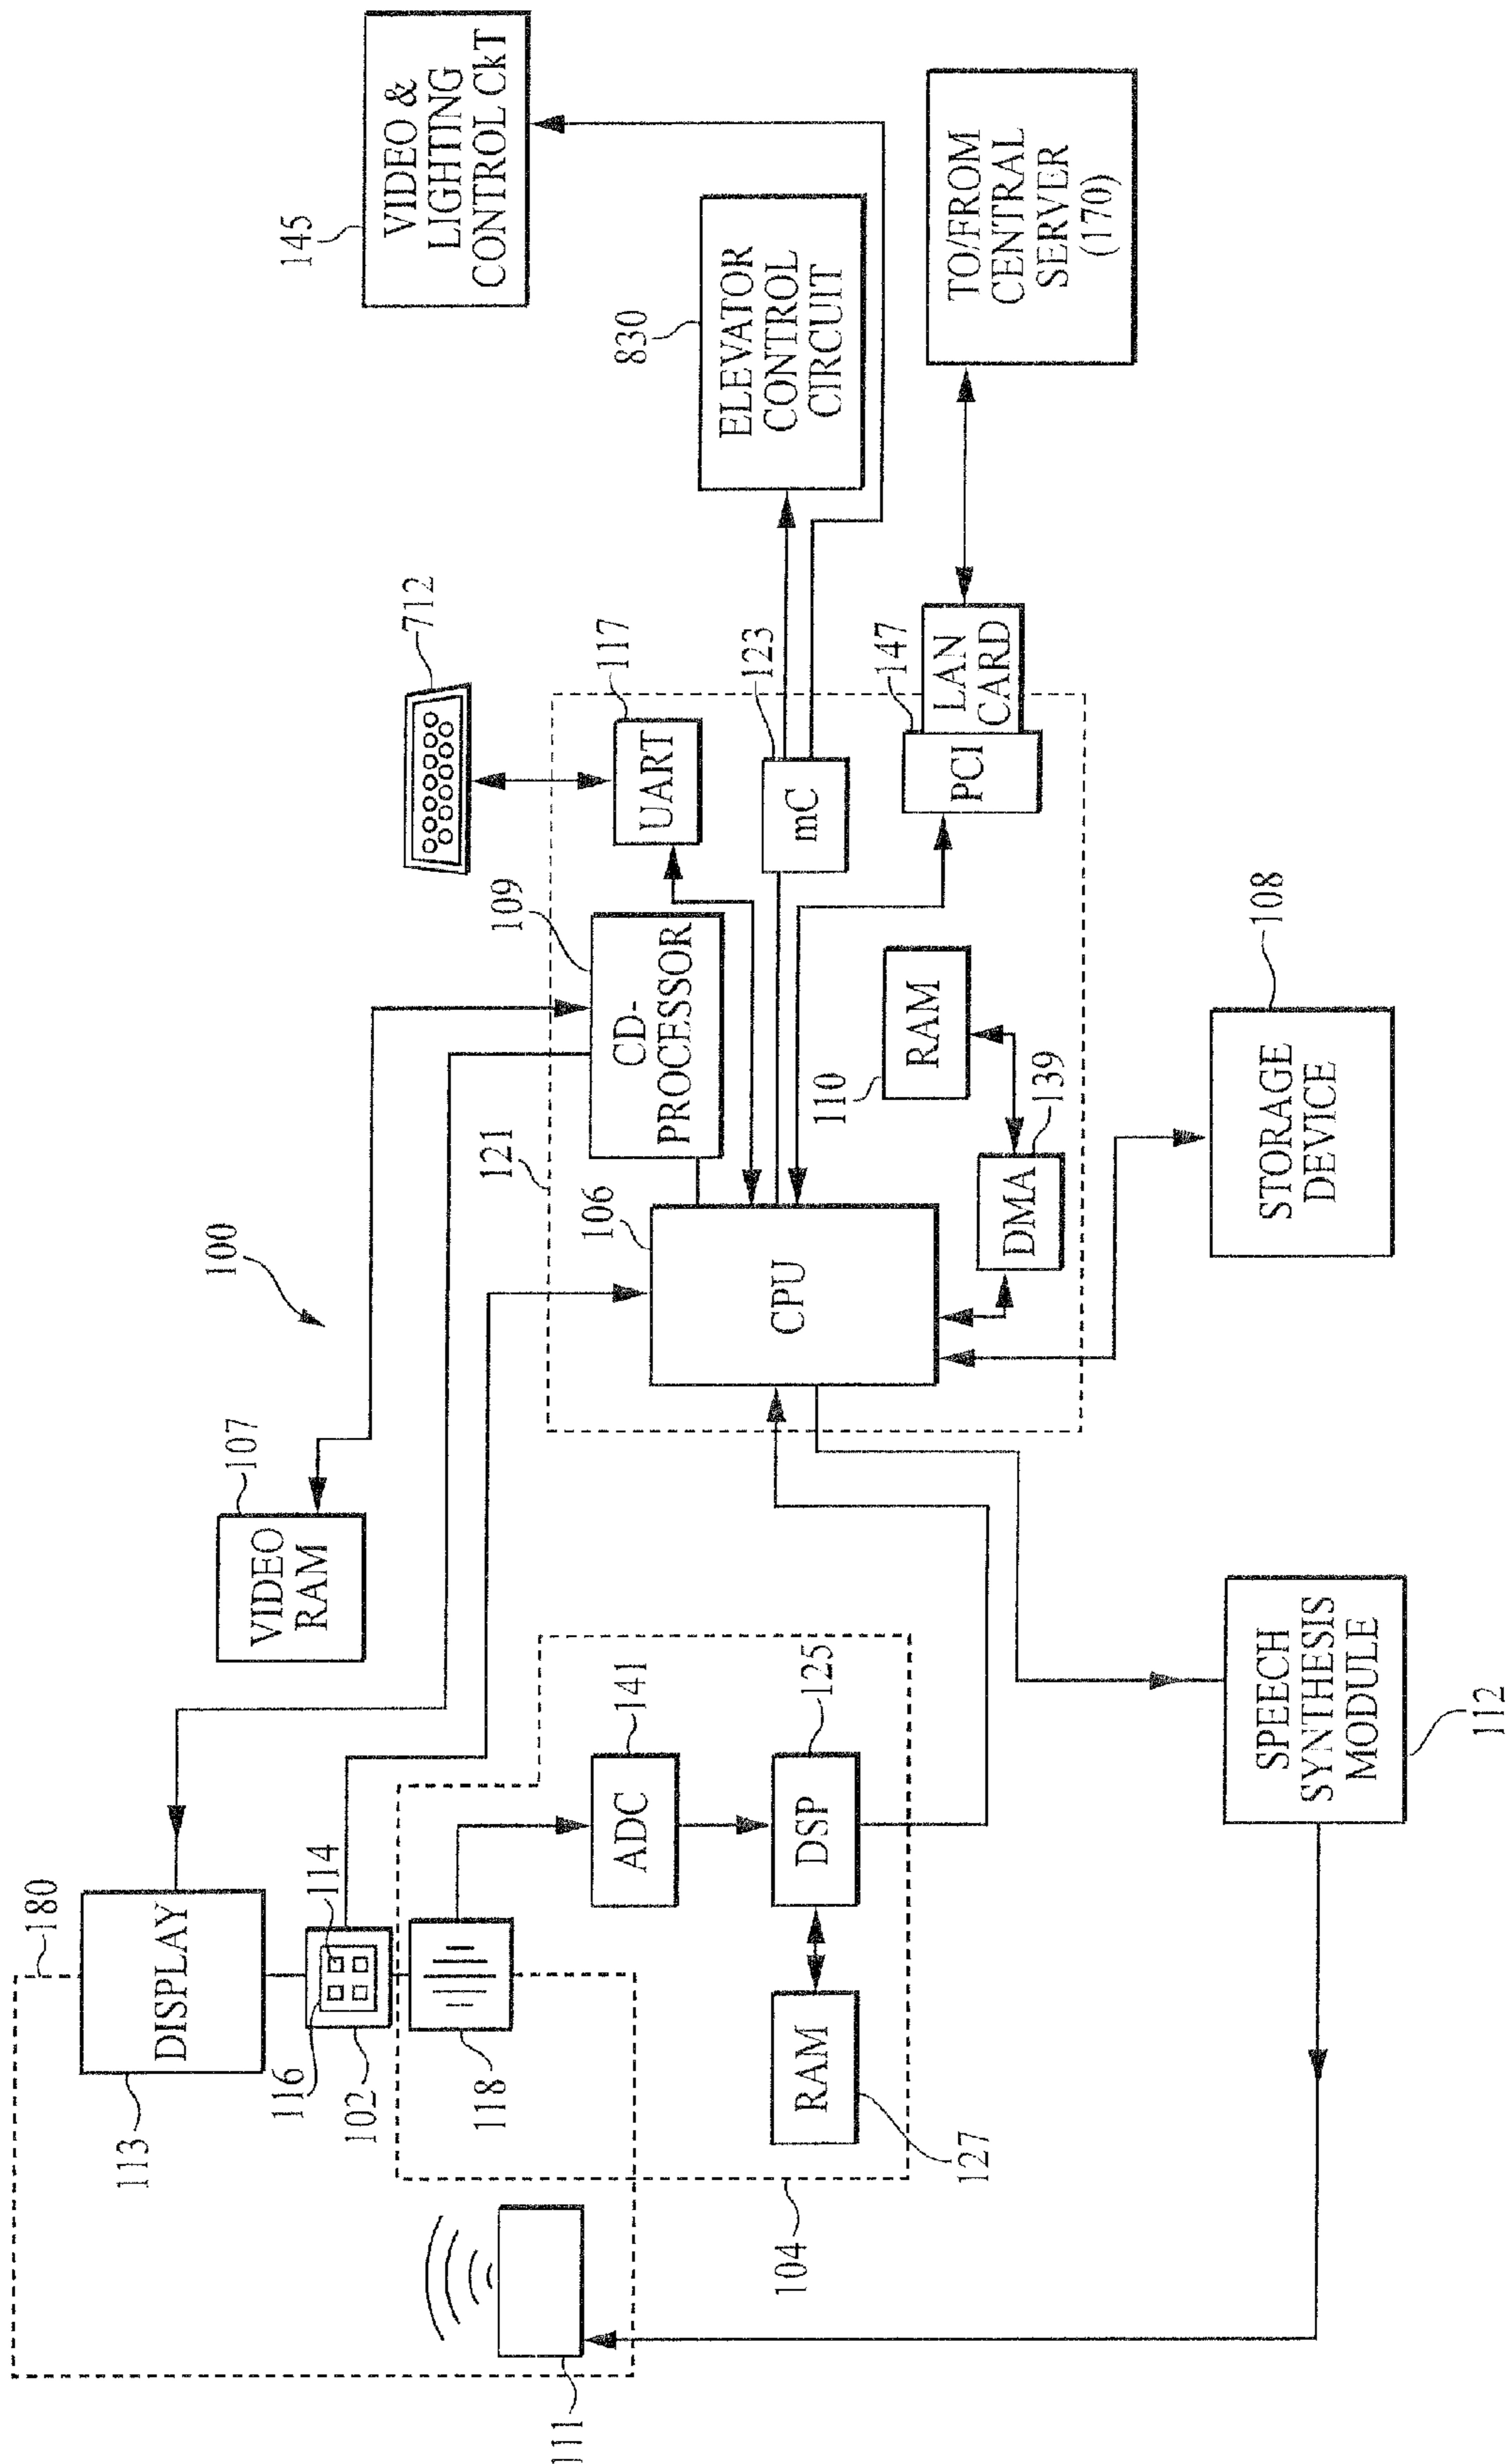 100
180
DISPLAY
113
116
114
102
118
111
104
ADC
141
DSP
125
RAM
127
VIDEO
RAM
107
SPEECH
SYNTHESIS
MODULE
112
121
CPU
106
CD-
PROCESSOR
109
UART
117
712
mC
123
PCI
147
LAN
CARD
RAM
110
DMA
139
STORAGE
DEVICE
108
VIDEO &
LIGHTING
CONTROL CkT
145
ELEVATOR
CONTROL
CIRCUIT
830
TO/FROM
CENTRAL
SERVER
(170)